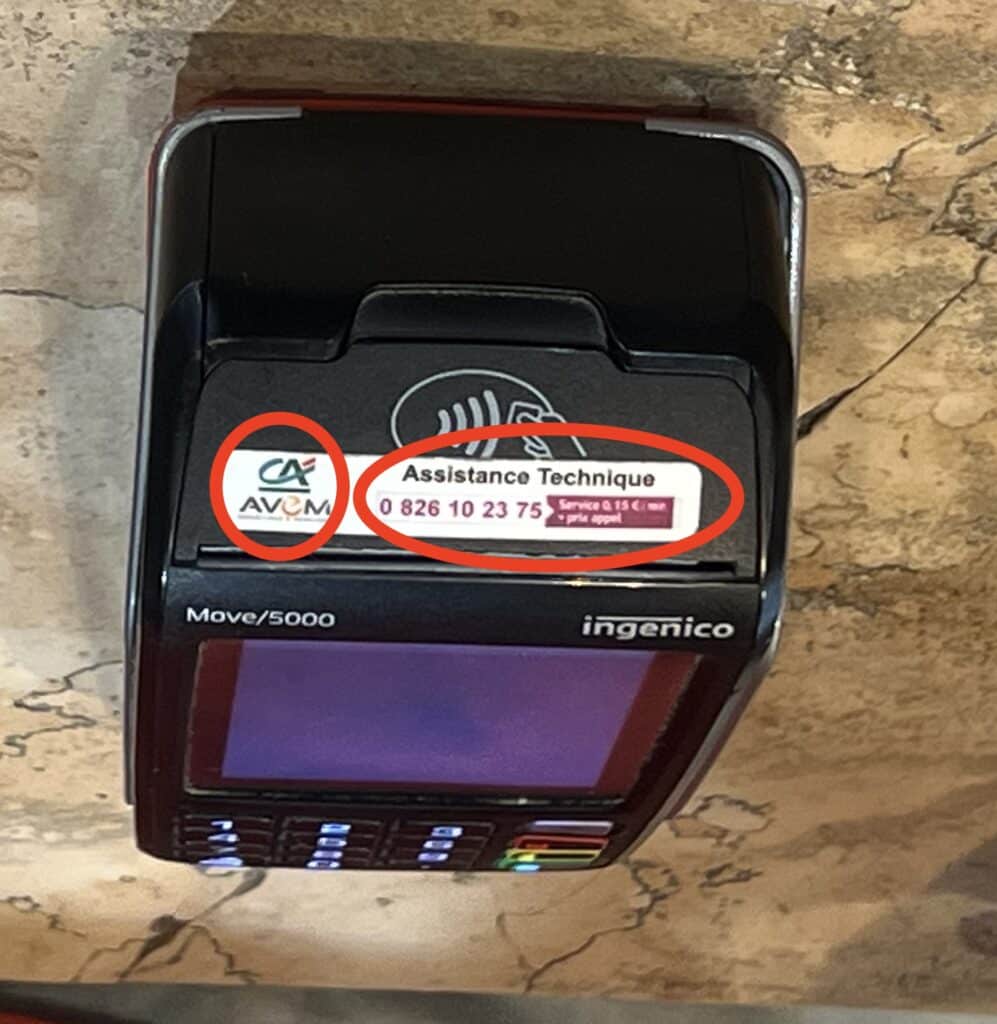 CA
AVEM
Assistance Technique
0 826 10 23 75
Service 0,15 € / min
+ prix appel
Move/5000
ingenico